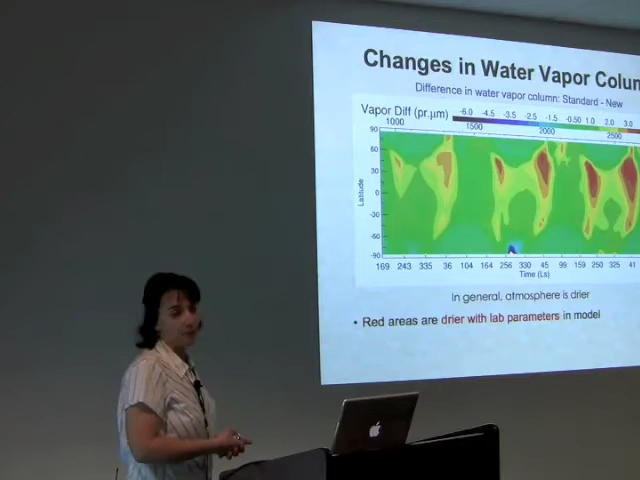 Changes in Water Vapor Colum
Difference in water vapor column: Standard - New
Vapor Diff (pr.µm)
-6.0 -4.5 -3.5 -2.5 -1.5 -0.50 1.0 2.0 3.0
1000 1500 2000 2500
90
60
30
0
-30
-60
-90
Latitude
169 243 335 36 104 164 256 330 45 99 159 250 325 41
Time (Ls)
In general, atmosphere is drier
• Red areas are drier with lab parameters in model